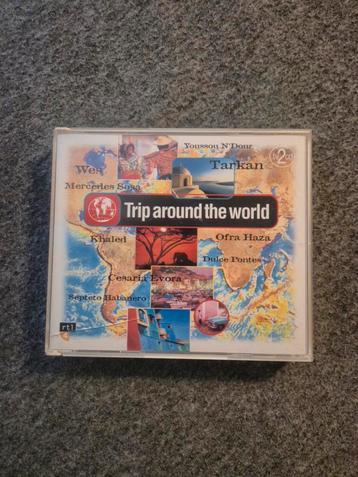 Youssou N'Dour
2
Wes
Tarkan
Mercedes Sosa
Trip around the world
Khaled
Ofra Haza
Dulce Pontes
Cesaria Evora
Septeto Habanero
rtl